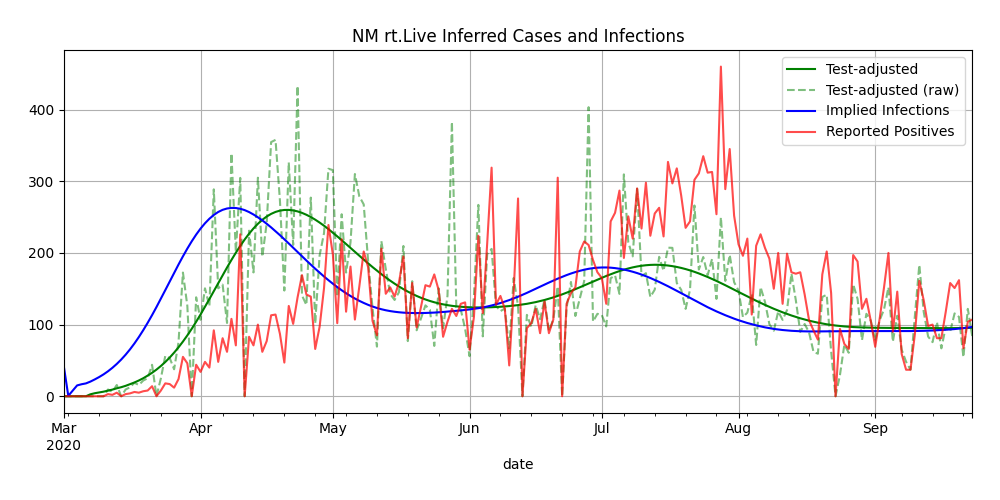 NM rt.Live Inferred Cases and Infections
Test-adjusted
Test-adjusted (raw)
Implied Infections
Reported Positives
400
300
200
100
0
Mar Apr May Jun Jul Aug Sep
2020
date